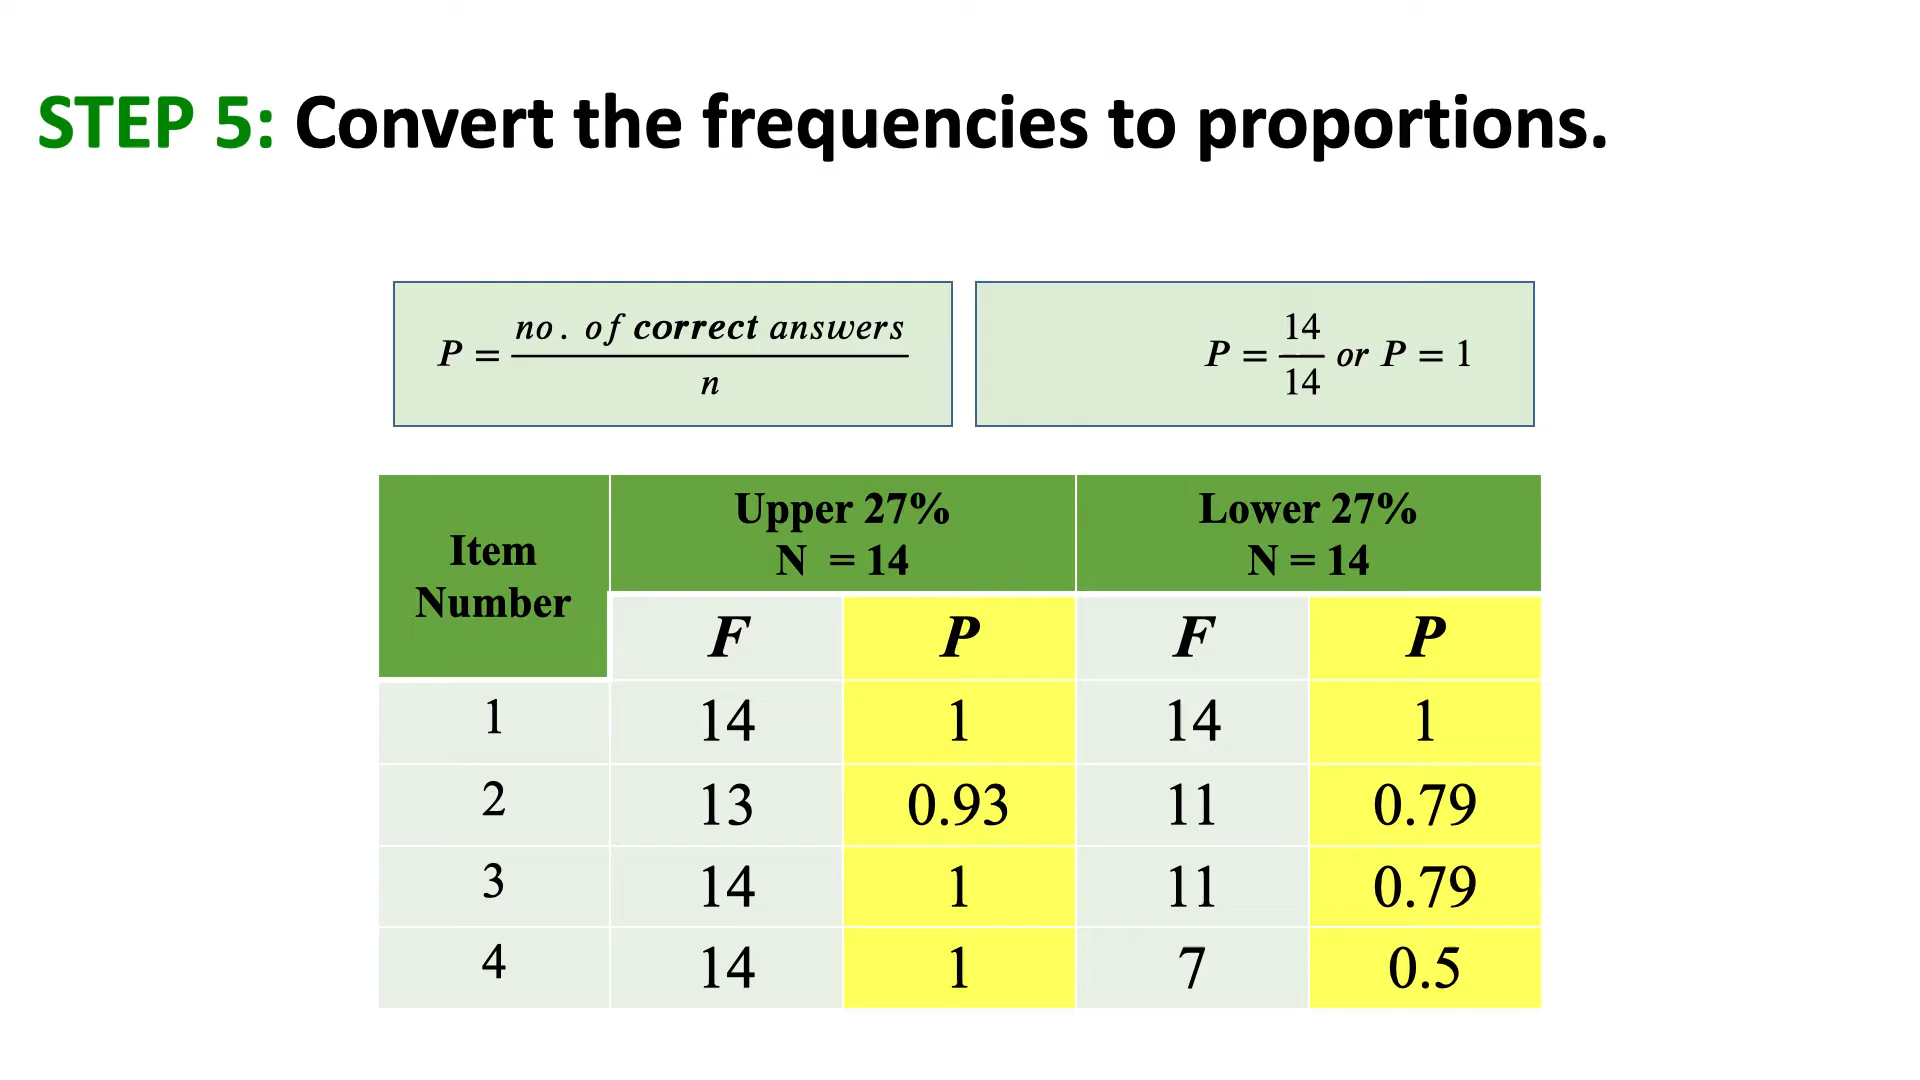 STEP 5: Convert the frequencies to proportions.
P = no. of correct answers / n
P = 14/14 or P = 1
Item Number
Upper 27%
N = 14
Lower 27%
N = 14
F P F P
1 14 1 14 1
2 13 0.93 11 0.79
3 14 1 11 0.79
4 14 1 7 0.5